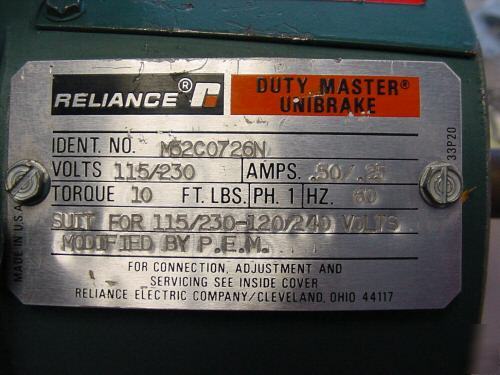 RELIANCE ® r
DUTY MASTER®
UNIBRAKE
IDENT. NO. M62C0726N
VOLTS 115/230 AMPS. .50/.25
TORQUE 10 FT. LBS. PH. 1 HZ. 60
SUIT FOR 115/230-120/240 VOLTS
MODIFIED BY P.E.M.
FOR CONNECTION, ADJUSTMENT AND
SERVICING SEE INSIDE COVER
RELIANCE ELECTRIC COMPANY/CLEVELAND, OHIO 44117
MADE IN U.S.A.
33P20